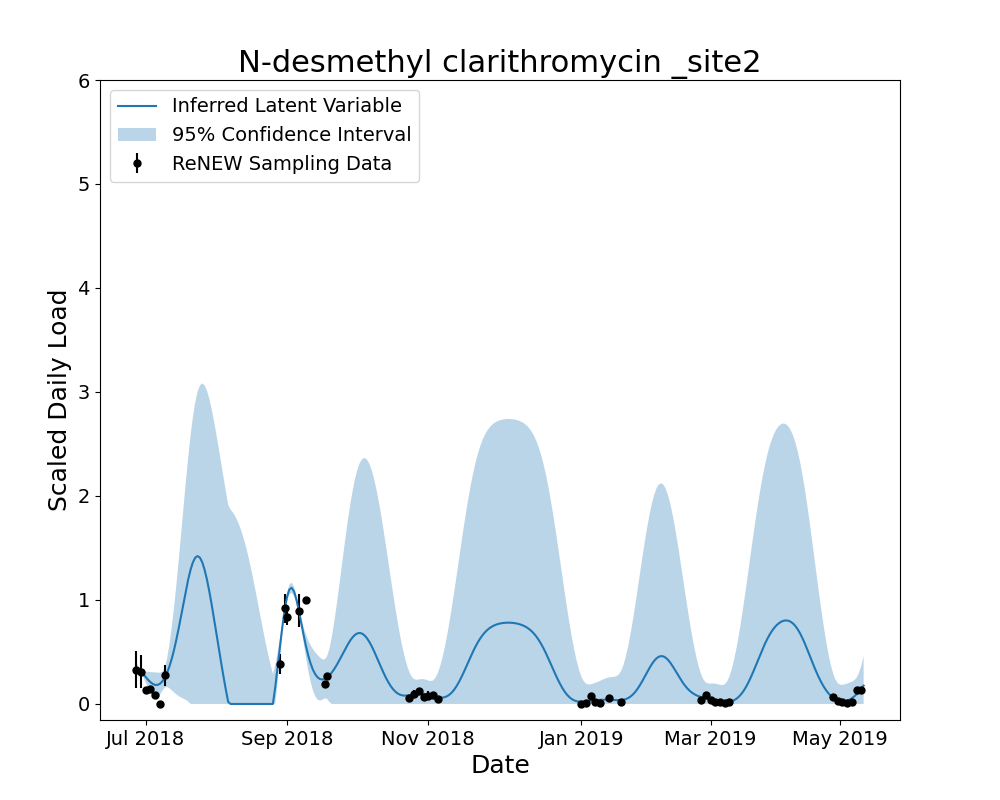 N-desmethyl clarithromycin _site2
Inferred Latent Variable
95% Confidence Interval
ReNEW Sampling Data
Scaled Daily Load
6
5
4
3
2
1
0
Jul 2018
Sep 2018
Nov 2018
Jan 2019
Mar 2019
May 2019
Date